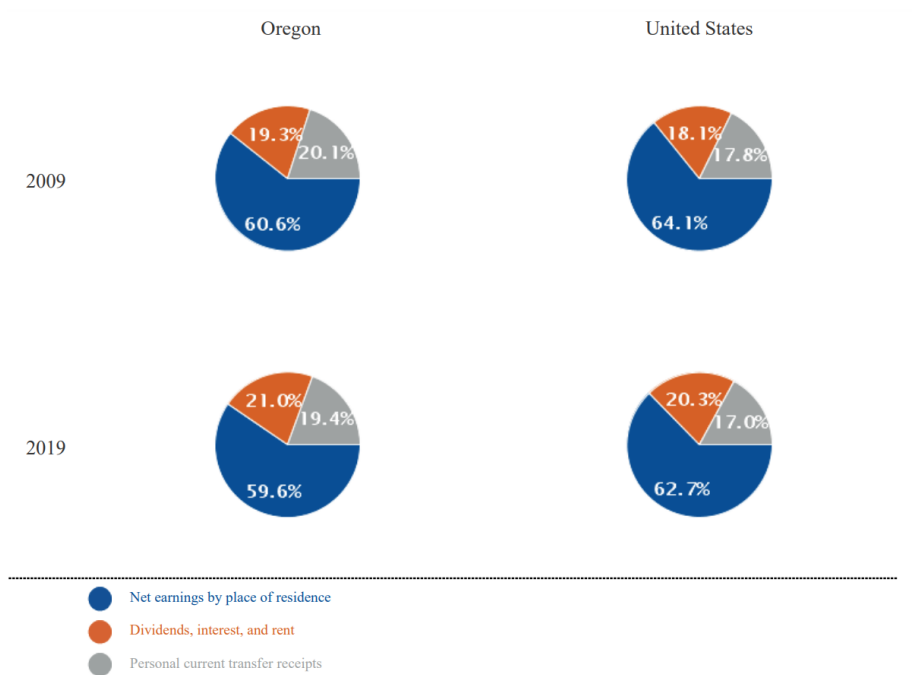 Oregon United States
2009
19.3% 20.1% 60.6%
18.1% 17.8% 64.1%
2019
21.0% 19.4% 59.6%
20.3% 17.0% 62.7%
Net earnings by place of residence
Dividends, interest, and rent
Personal current transfer receipts